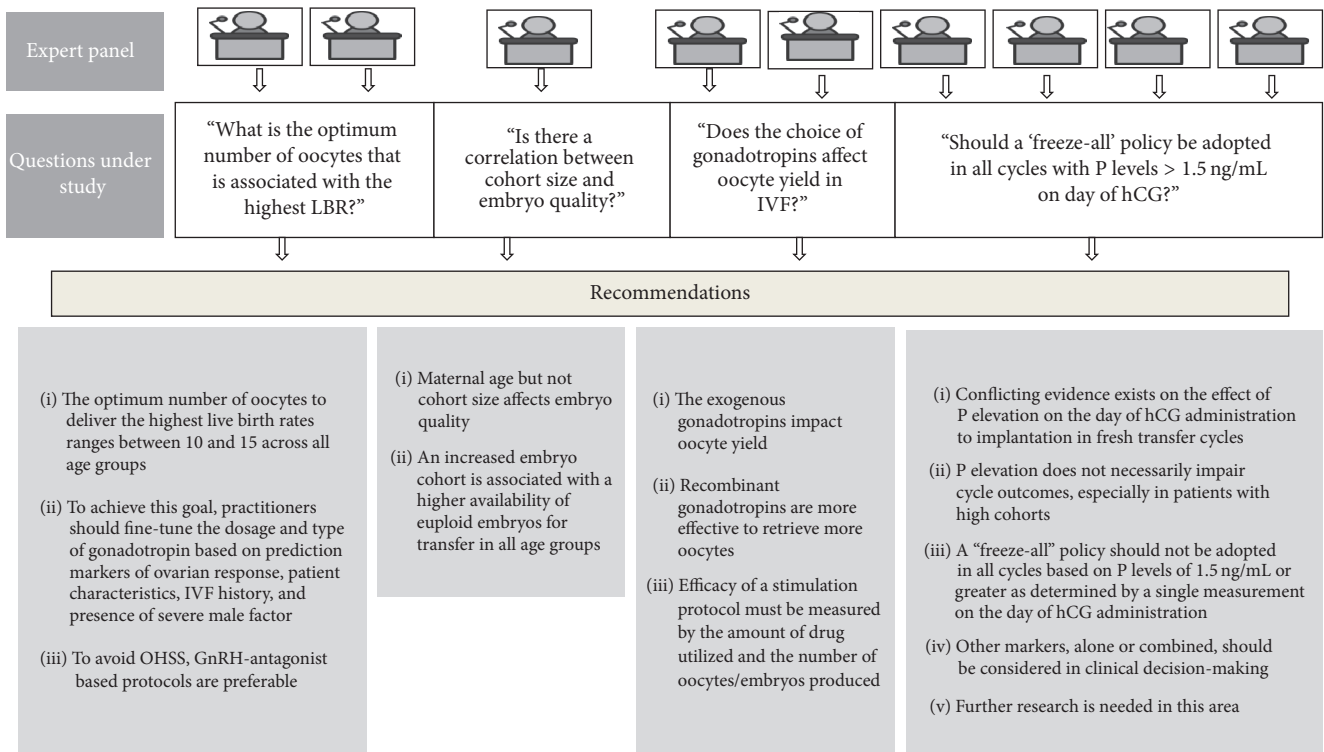 Expert panel
Questions under
study
“What is the optimum
number of oocytes that
is associated with the
highest LBR?”
“Is there a
correlation between
cohort size and
embryo quality?”
“Does the choice of
gonadotropins affect
oocyte yield in
IVF?”
“Should a ‘freeze-all’ policy be adopted
in all cycles with P levels > 1.5 ng/mL
on day of hCG?”
Recommendations
(i) The optimum number of oocytes to
deliver the highest live birth rates
ranges between 10 and 15 across all
age groups
(ii) To achieve this goal, practitioners
should fine-tune the dosage and type
of gonadotropin based on prediction
markers of ovarian response, patient
characteristics, IVF history, and
presence of severe male factor
(iii) To avoid OHSS, GnRH-antagonist
based protocols are preferable
(i) Maternal age but not
cohort size affects embryo
quality
(ii) An increased embryo
cohort is associated with a
higher availability of
euploid embryos for
transfer in all age groups
(i) The exogenous
gonadotropins impact
oocyte yield
(ii) Recombinant
gonadotropins are more
effective to retrieve more
oocytes
(iii) Efficacy of a stimulation
protocol must be measured
by the amount of drug
utilized and the number of
oocytes/embryos produced
(i) Conflicting evidence exists on the effect of
P elevation on the day of hCG administration
to implantation in fresh transfer cycles
(ii) P elevation does not necessarily impair
cycle outcomes, especially in patients with
high cohorts
(iii) A “freeze-all” policy should not be adopted
in all cycles based on P levels of 1.5 ng/mL or
greater as determined by a single measurement
on the day of hCG administration
(iv) Other markers, alone or combined, should
be considered in clinical decision-making
(v) Further research is needed in this area